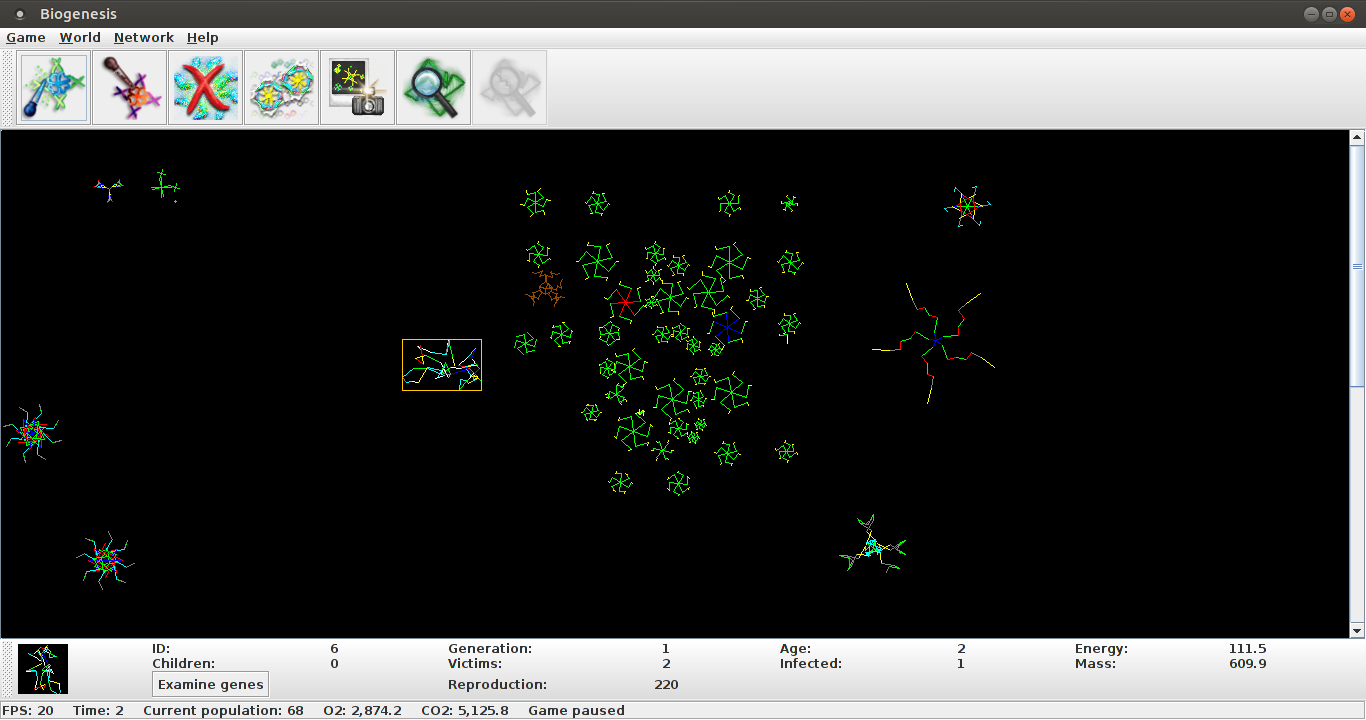 Biogenesis
Game World Network Help
ID: 6 Generation: 1 Age: 2 Energy: 111.5
Children: 0 Victims: 2 Infected: 1 Mass: 609.9
Examine genes Reproduction: 220
FPS: 20 Time: 2 Current population: 68 O2: 2,874.2 CO2: 5,125.8 Game paused